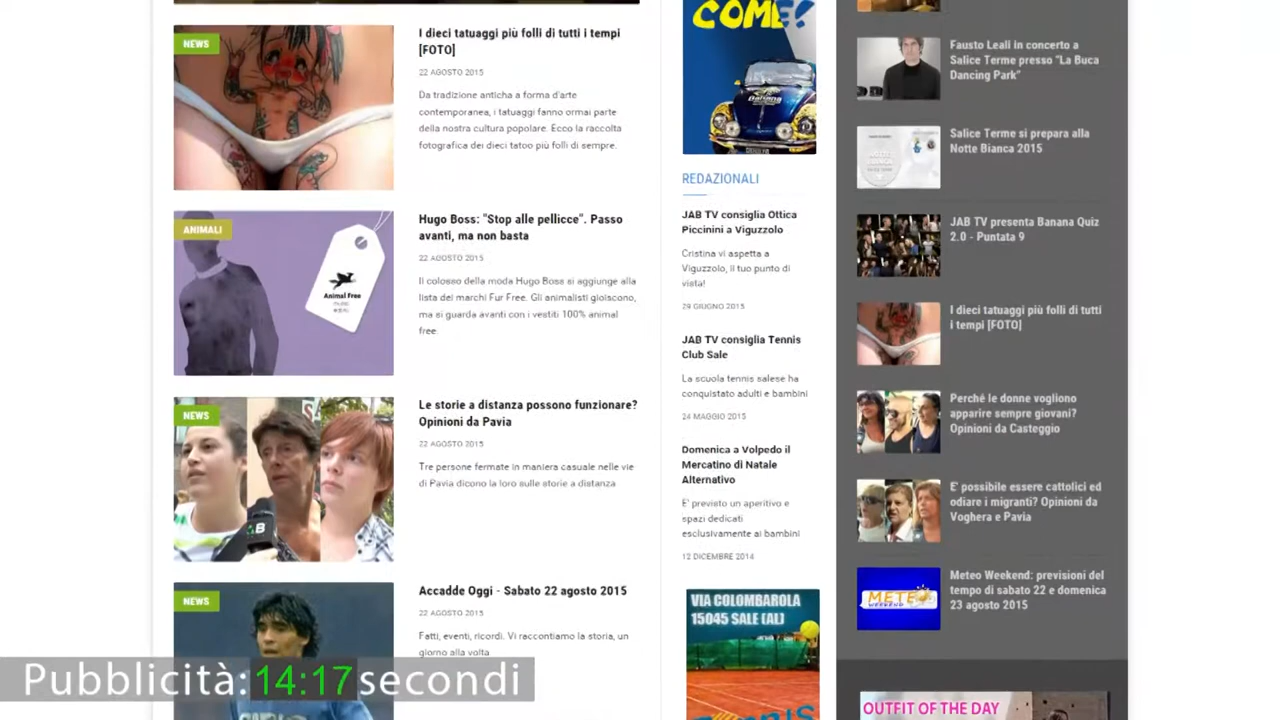 NEWS
I dieci tatuaggi più folli di tutti i tempi
[FOTO]
22 AGOSTO 2015
Da tradizione antica a forma d'arte
contemporanea, i tatuaggi fanno ormai parte
della nostra cultura popolare. Ecco la raccolta
fotografica dei dieci tatoo più folli di sempre.
ANIMALI
Animal Free
Hugo Boss: "Stop alle pellicce". Passo
avanti, ma non basta
22 AGOSTO 2015
Il colosso della moda Hugo Boss si aggiunge alla
lista dei marchi Fur Free. Gli animalisti gioiscono,
ma si guarda avanti con i vestiti 100% animal
free.
NEWS
Le storie a distanza possono funzionare?
Opinioni da Pavia
22 AGOSTO 2015
Tre persone fermate in maniera casuale nelle vie
di Pavia dicono la loro sulle storie a distanza
NEWS
Accadde Oggi - Sabato 22 agosto 2015
22 AGOSTO 2015
Fatti, eventi, ricordi. Vi raccontiamo la storia, un
giorno alla volta.
COME!
Banana
REDAZIONALI
JAB TV consiglia Ottica
Piccinini a Viguzzolo
Cristina vi aspetta a
Viguzzolo, il tuo punto di
vista!
29 GIUGNO 2015
JAB TV consiglia Tennis
Club Sale
La scuola tennis salese ha
conquistato adulti e bambini
24 MAGGIO 2015
Domenica a Volpedo il
Mercatino di Natale
Alternativo
E' previsto un aperitivo e
spazi dedicati
esclusivamente ai bambini
12 DICEMBRE 2014
VIA COLOMBAROLA
15045 SALE (AL)
TENNIS
Fausto Leali in concerto a
Salice Terme presso "La Buca
Dancing Park"
Salice Terme si prepara alla
Notte Bianca 2015
JAB TV presenta Banana Quiz
2.0 - Puntata 9
I dieci tatuaggi più folli di tutti
i tempi [FOTO]
Perché le donne vogliono
apparire sempre giovani?
Opinioni da Casteggio
E' possibile essere cattolici ed
odiare i migranti? Opinioni da
Voghera e Pavia
METEO
WEEKEND
Meteo Weekend: previsioni del
tempo di sabato 22 e domenica
23 agosto 2015
OUTFIT OF THE DAY
Pubblicità: 14:17 secondi